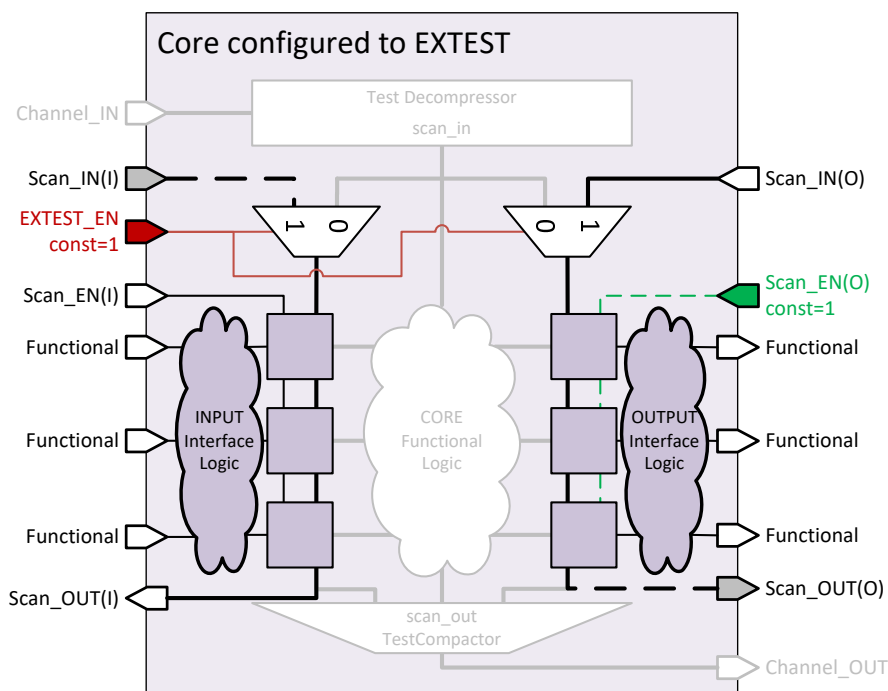 Core configured to EXTEST
Test Decompressor
Channel_IN
scan_in
Scan_IN(I)
Scan_IN(O)
1
0
0
1
EXTEST_EN
const=1
Scan_EN(I)
Scan_EN(O)
const=1
Functional
Functional
INPUT
Interface
Logic
CORE
Functional
Logic
OUTPUT
Interface
Logic
Functional
Functional
Functional
Functional
Scan_OUT(I)
Scan_OUT(O)
scan_out
TestCompactor
Channel_OUT